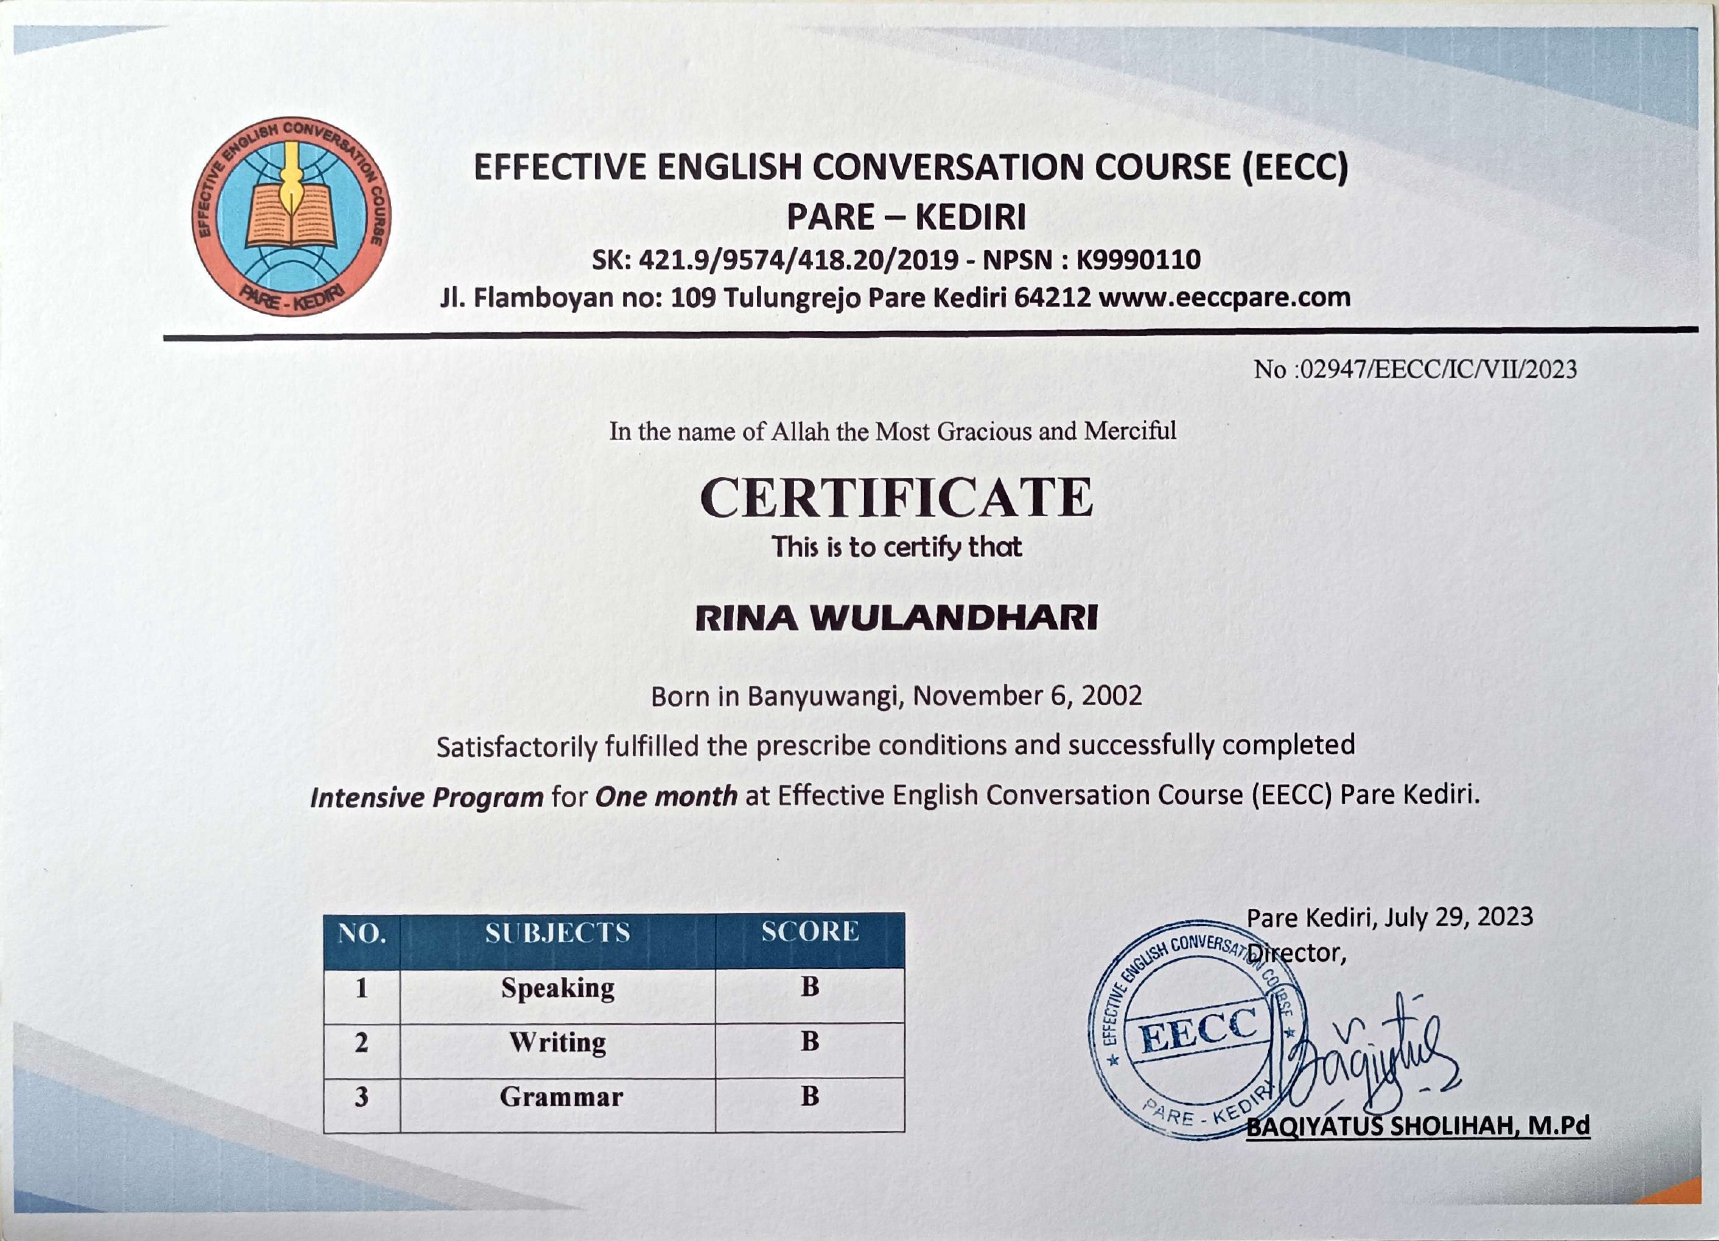 EFFECTIVE ENGLISH CONVERSATION COURSE
PARE - KEDIRI
EFFECTIVE ENGLISH CONVERSATION COURSE (EECC)
PARE – KEDIRI
SK: 421.9/9574/418.20/2019 - NPSN : K9990110
Jl. Flamboyan no: 109 Tulungrejo Pare Kediri 64212 www.eeccpare.com
No :02947/EECC/IC/VII/2023
In the name of Allah the Most Gracious and Merciful
CERTIFICATE
This is to certify that
RINA WULANDHARI
Born in Banyuwangi, November 6, 2002
Satisfactorily fulfilled the prescribe conditions and successfully completed
Intensive Program for One month at Effective English Conversation Course (EECC) Pare Kediri.
NO. SUBJECTS SCORE
1 Speaking B
2 Writing B
3 Grammar B
Pare Kediri, July 29, 2023
Director,
EFFECTIVE ENGLISH CONVERSATION COURSE
EECC
PARE - KEDIRI
Baqiyatus
BAQIYATUS SHOLIHAH, M.Pd